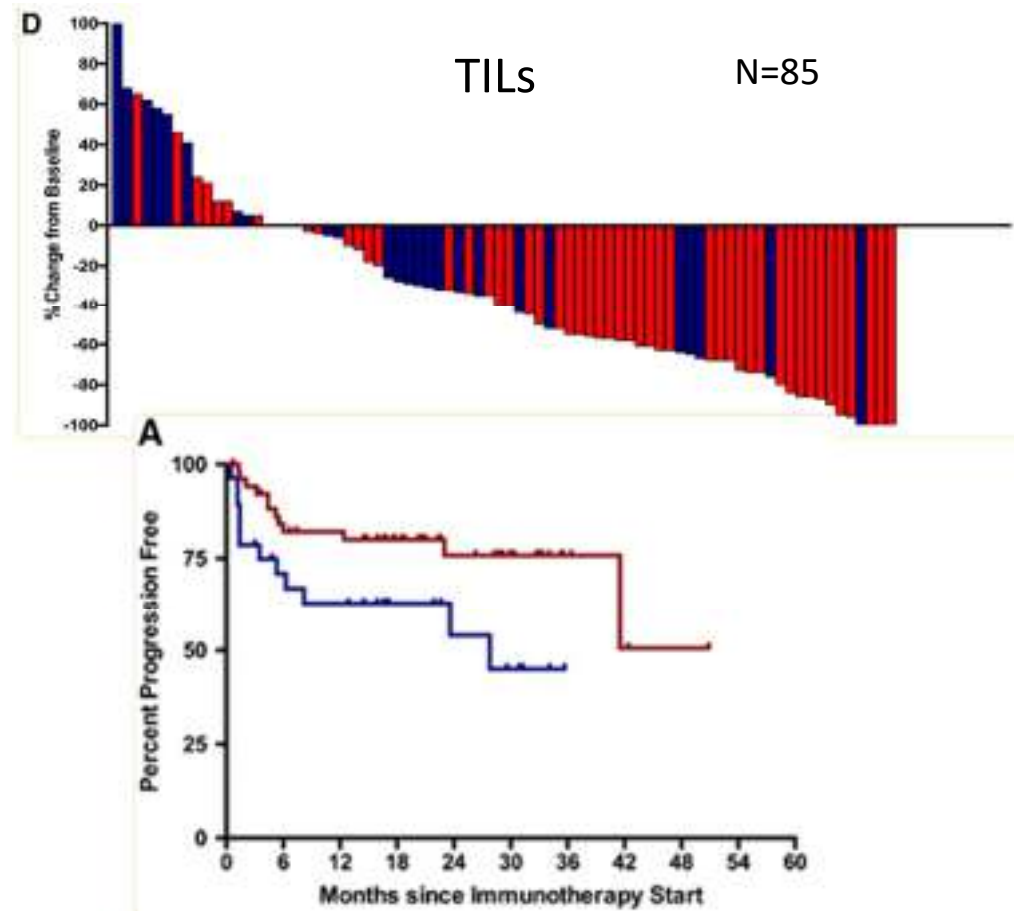 D
TILs
N=85
% Change from Baseline
100
80
60
40
20
0
-20
-40
-60
-80
-100
A
Percent Progression Free
100
75
50
25
0
0 6 12 18 24 30 36 42 48 54 60
Months since Immunotherapy Start